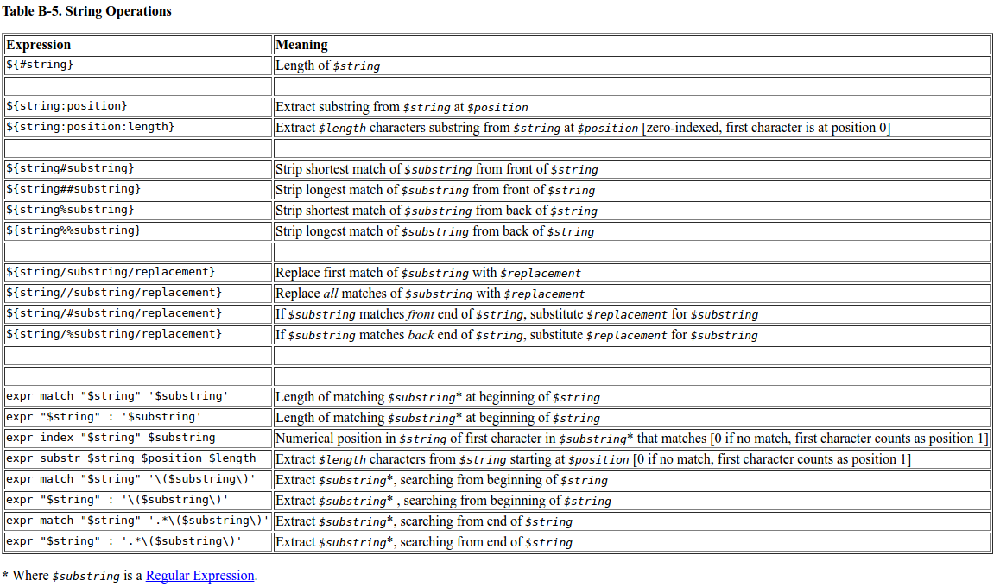 Table B-5. String Operations
Expression Meaning
${#string} Length of $string
${string:position} Extract substring from $string at $position
${string:position:length} Extract $length characters substring from $string at $position [zero-indexed, first character is at position 0]
${string#substring} Strip shortest match of $substring from front of $string
${string##substring} Strip longest match of $substring from front of $string
${string%substring} Strip shortest match of $substring from back of $string
${string%%substring} Strip longest match of $substring from back of $string
${string/substring/replacement} Replace first match of $substring with $replacement
${string//substring/replacement} Replace all matches of $substring with $replacement
${string/#substring/replacement} If $substring matches front end of $string, substitute $replacement for $substring
${string/%substring/replacement} If $substring matches back end of $string, substitute $replacement for $substring
expr match "$string" '$substring' Length of matching $substring* at beginning of $string
expr "$string" : '$substring' Length of matching $substring* at beginning of $string
expr index "$string" $substring Numerical position in $string of first character in $substring* that matches [0 if no match, first character counts as position 1]
expr substr $string $position $length Extract $length characters from $string starting at $position [0 if no match, first character counts as position 1]
expr match "$string" '\($substring\)' Extract $substring*, searching from beginning of $string
expr "$string" : '\($substring\)' Extract $substring* , searching from beginning of $string
expr match "$string" '.*\($substring\)' Extract $substring*, searching from end of $string
expr "$string" : '.*\($substring\)' Extract $substring*, searching from end of $string
* Where $substring is a Regular Expression.